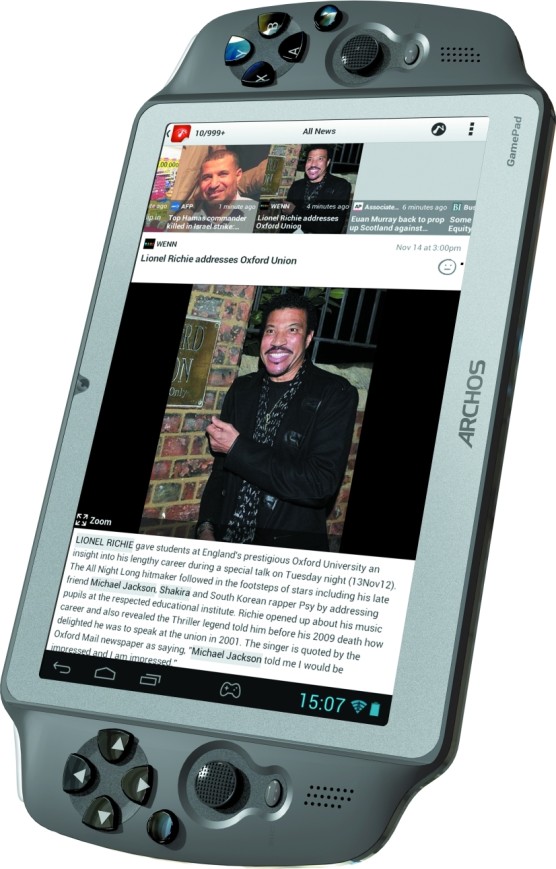 B
Y
A
X
GamePad
ARCHOS
10/999+
All News
AFP 1 minute ago
Top Hamas commander
killed in Israel strike:...
WENN 4 minutes ago
Lionel Richie addresses
Oxford Union
AP Associate... 6 minutes ago
Euan Murray back to prop
up Scotland against...
Some
Equity
WENN
Nov 14 at 3:00pm
Lionel Richie addresses Oxford Union
Only
Zoom
LIONEL RICHIE gave students at England's prestigious Oxford University an
insight into his lengthy career during a special talk on Tuesday night (13Nov12).
The All Night Long hitmaker followed in the footsteps of stars including his late
friend Michael Jackson, Shakira and South Korean rapper Psy by addressing
pupils at the respected educational institute. Richie opened up about his music
career and also revealed the Thriller legend told him before his 2009 death how
delighted he was to speak at the union in 2001. The singer is quoted by the
Oxford Mail newspaper as saying, "Michael Jackson told me I would be
impressed and I am impressed."
15:07